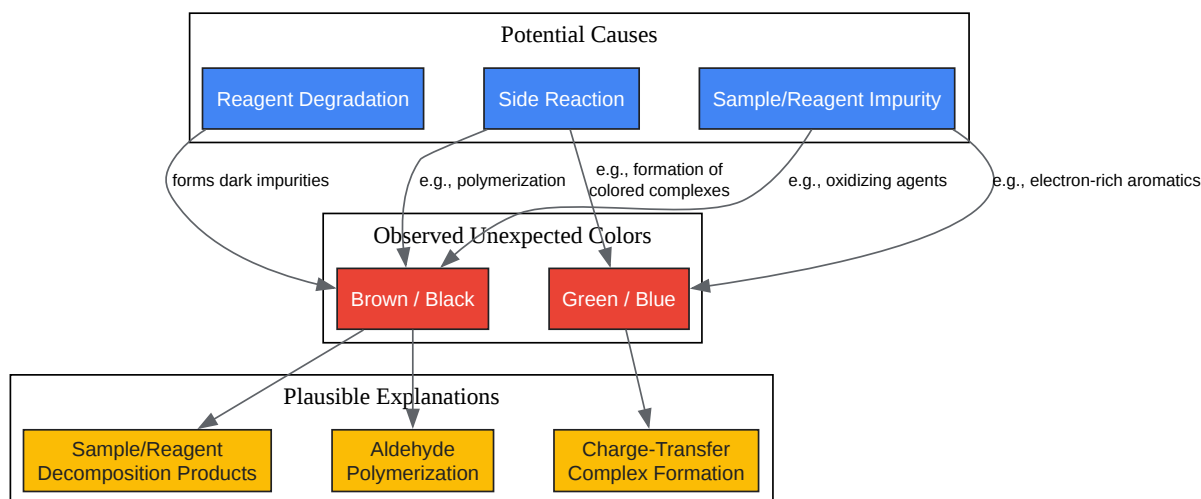 Potential Causes
Reagent Degradation
Side Reaction
Sample/Reagent Impurity
forms dark impurities
e.g., polymerization
e.g., formation of
colored complexes
e.g., oxidizing agents
e.g., electron-rich aromatics
Observed Unexpected Colors
Brown / Black
Green / Blue
Plausible Explanations
Sample/Reagent
Decomposition Products
Aldehyde
Polymerization
Charge-Transfer
Complex Formation